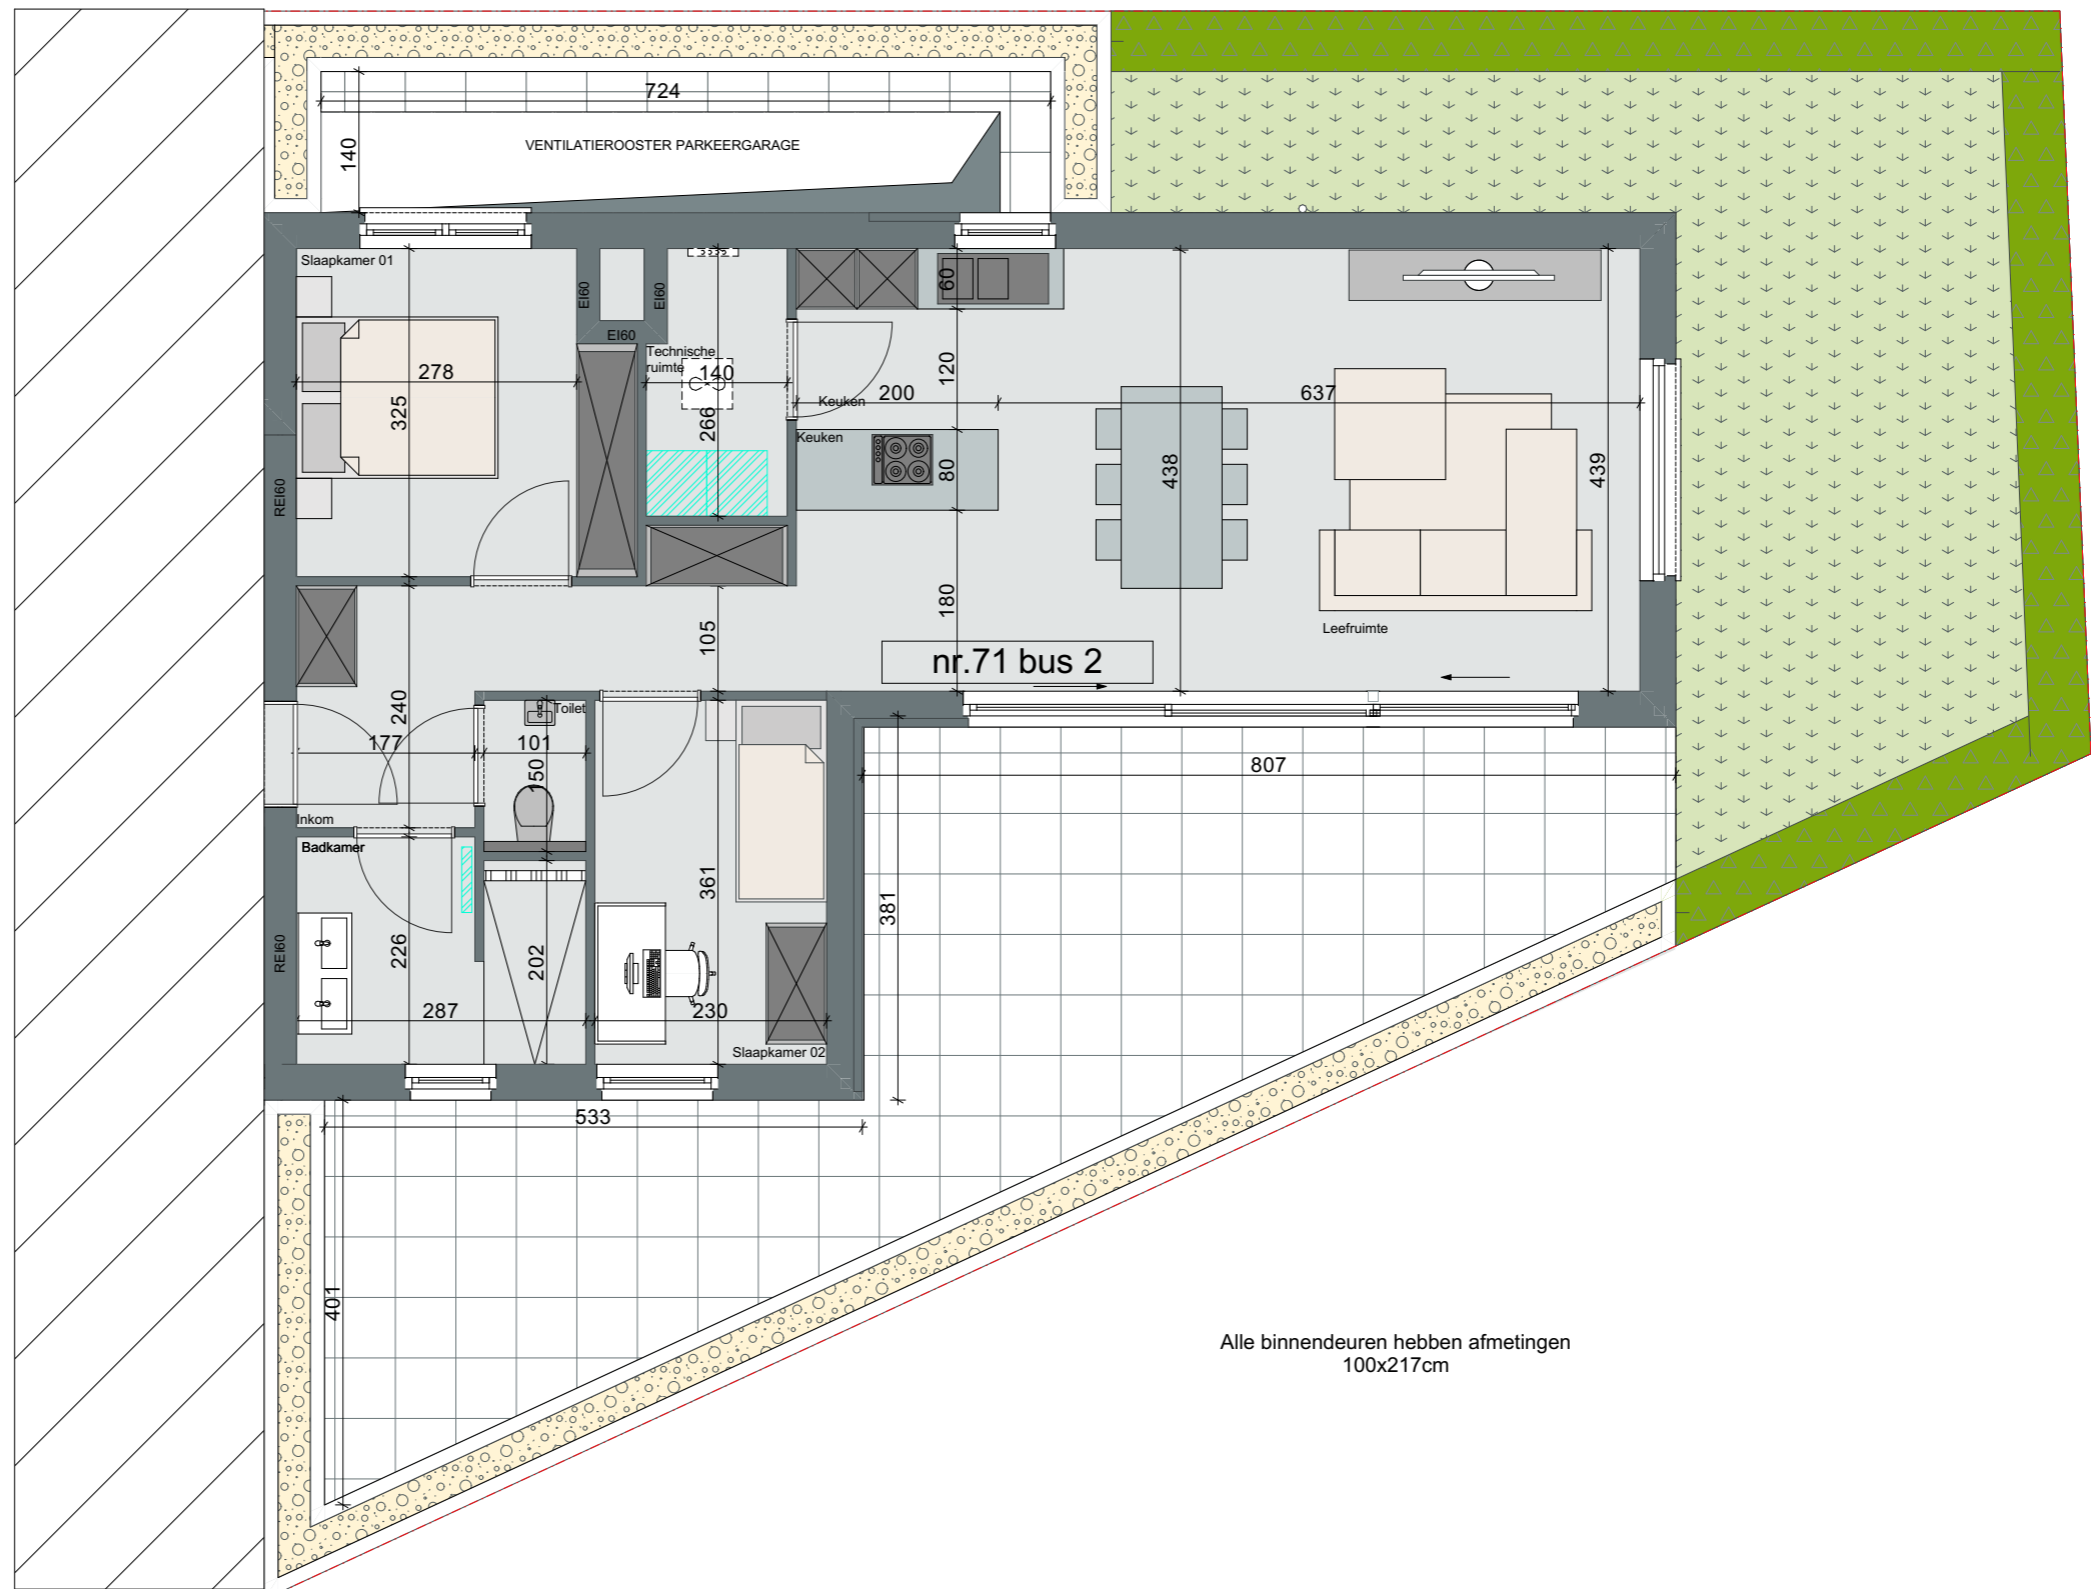 724
VENTILATIEROOSTER PARKEERGARAGE
140
Slaapkamer 01
EI60
EI60
EI60
60
Technische
ruimte
140
278
325
266
120
200
Keuken
Keuken
637
80
438
439
REI60
180
105
Leefruimte
nr.71 bus 2
240
Toilet
177
101
150
807
Inkom
Badkamer
361
381
226
202
REI60
287
230
Slaapkamer 02
533
401
Alle binnendeuren hebben afmetingen
100x217cm